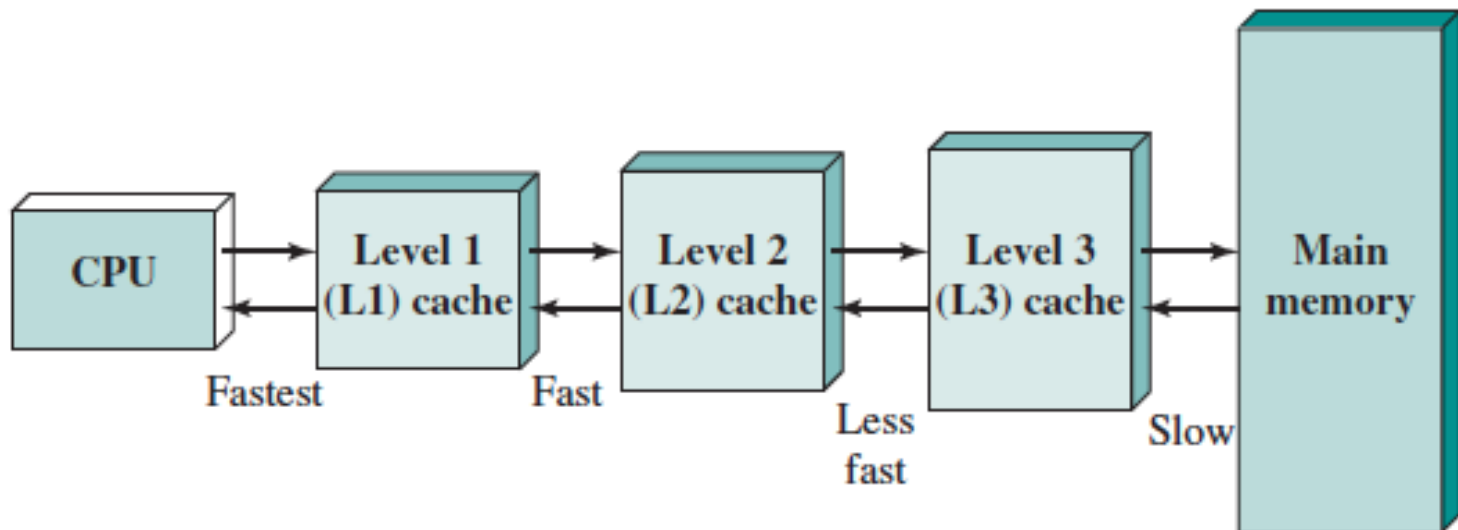 CPU
Level 1
(L1) cache
Level 2
(L2) cache
Level 3
(L3) cache
Main
memory
Fastest
Fast
Less
fast
Slow